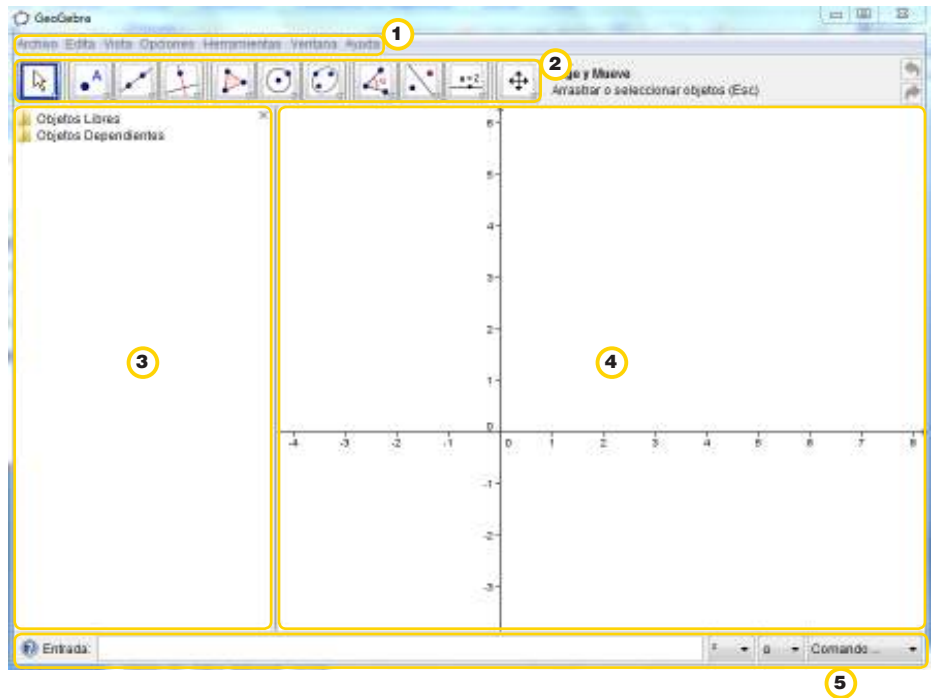 GeoGebra
Archivo Edita Vista Opciones Herramientas Ventana Ayuda
1
2
A
α
a=2
y Mueve
Arrastrar o seleccionar objetos (Esc)
Objetos Libres
Objetos Dependientes
3
4
6
5
4
3
2
1
0
-4 -3 -2 -1 0 1 2 3 4 5 6 7 8
-1
-2
-3
Entrada:
² α Comando ...
5